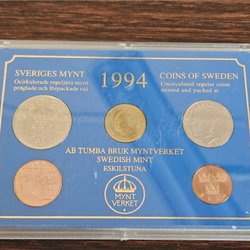 SVERIGES MYNT
Ocirkulerade reguljära mynt
präglade och förpackade vid
1994
COINS OF SWEDEN
Uncirculated regular coins
minted and packed at
AB TUMBA BRUK MYNTVERKET
SWEDISH MINT
ESKILSTUNA
MYNT
VERKET